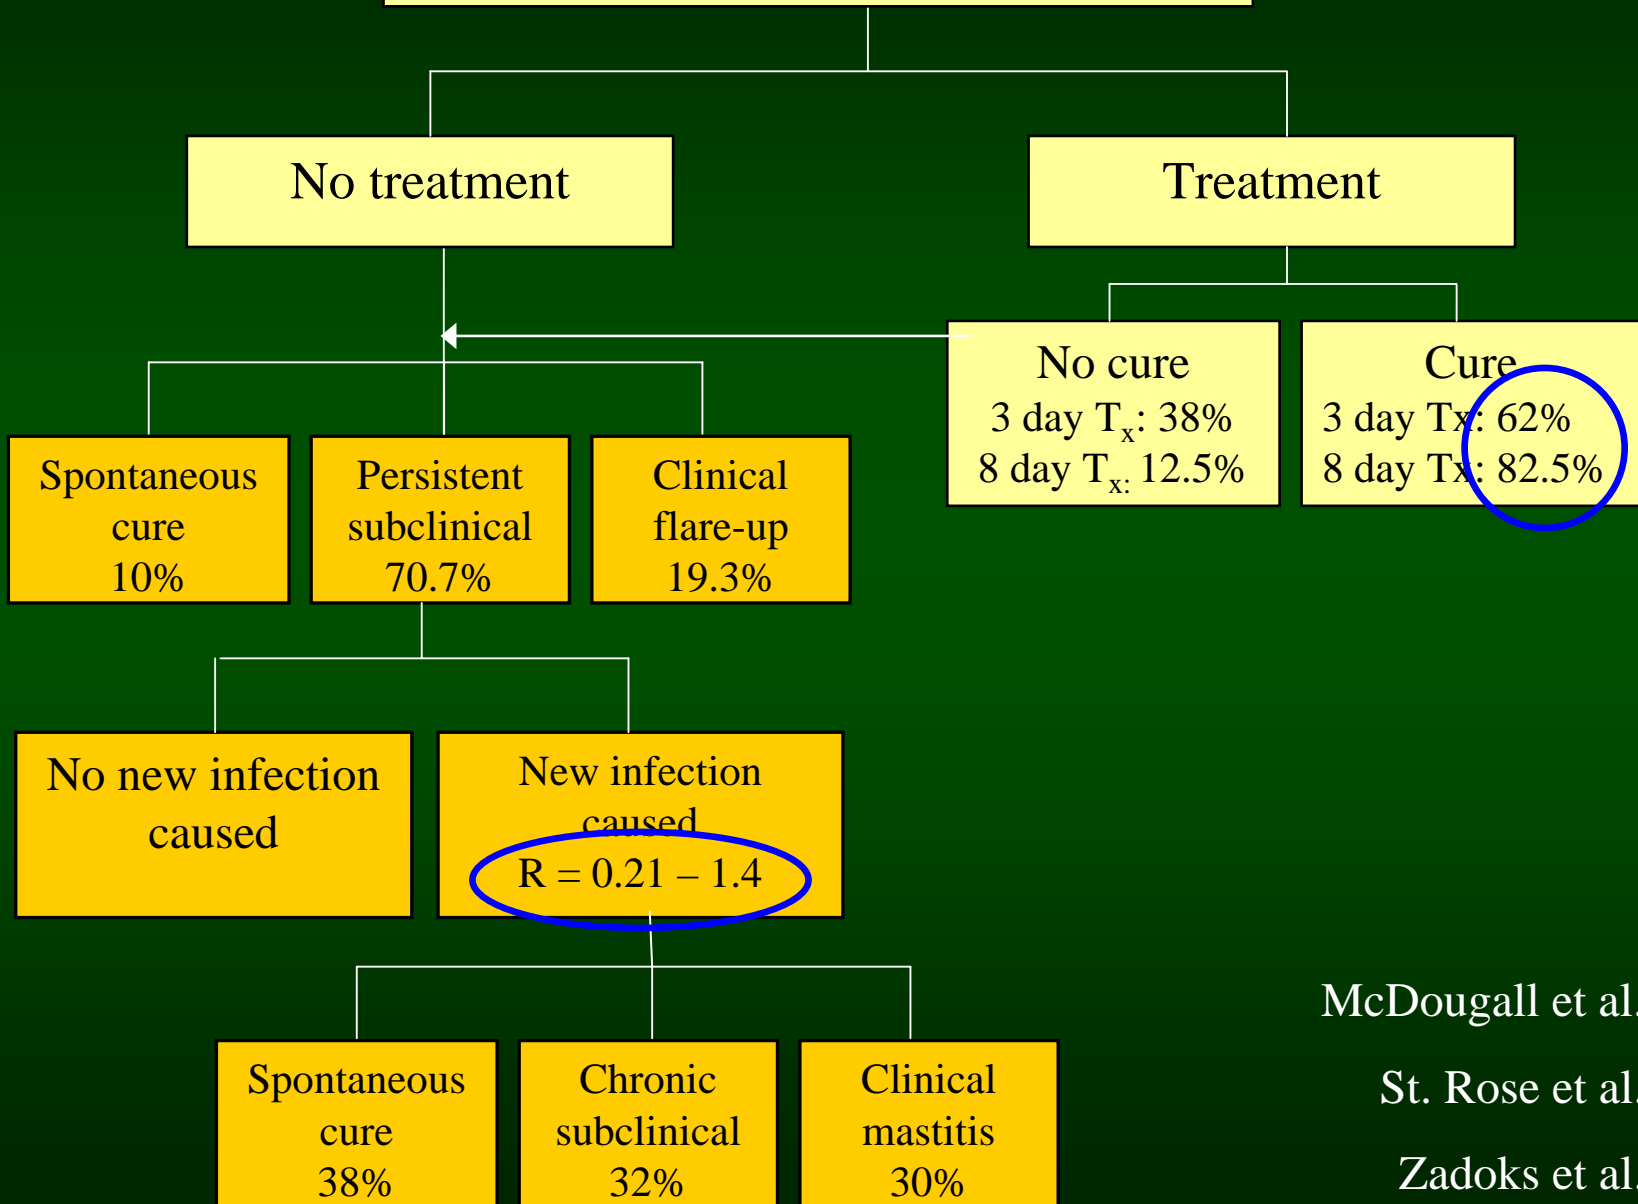 No treatment
Treatment
No cure
3 day Tx: 38%
8 day Tx: 12.5%
Cure
3 day Tx: 62%
8 day Tx: 82.5%
Spontaneous
cure
10%
Persistent
subclinical
70.7%
Clinical
flare-up
19.3%
No new infection
caused
New infection
caused
R = 0.21 – 1.4
Spontaneous
cure
38%
Chronic
subclinical
32%
Clinical
mastitis
30%
McDougall et al.
St. Rose et al.
Zadoks et al.